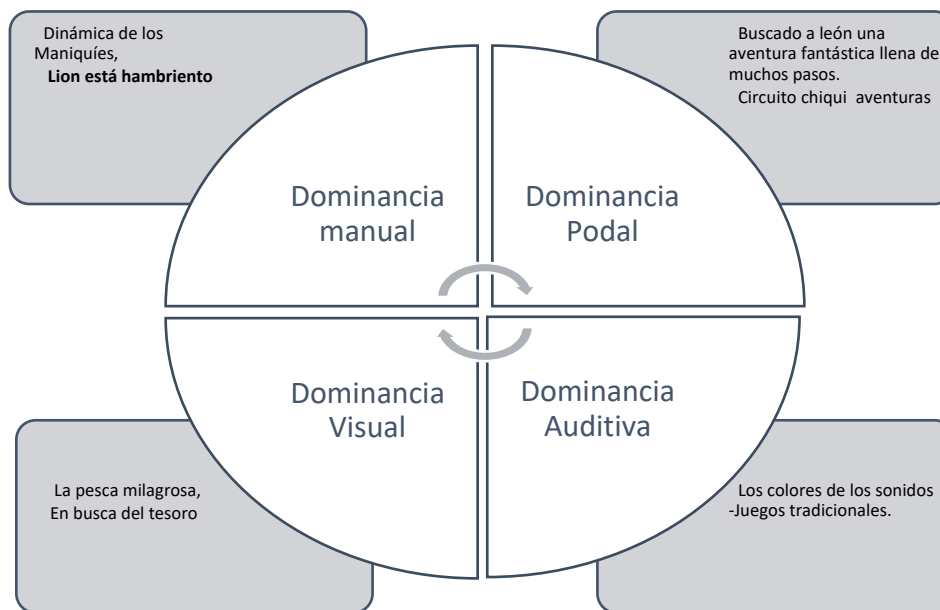 Dinámica de los
Maniquíes,
Lion está hambriento
Buscado a león una
aventura fantástica llena de
muchos pasos.
Circuito chiqui aventuras
Dominancia
manual
Dominancia
Podal
Dominancia
Visual
Dominancia
Auditiva
La pesca milagrosa,
En busca del tesoro
Los colores de los sonidos
-Juegos tradicionales.